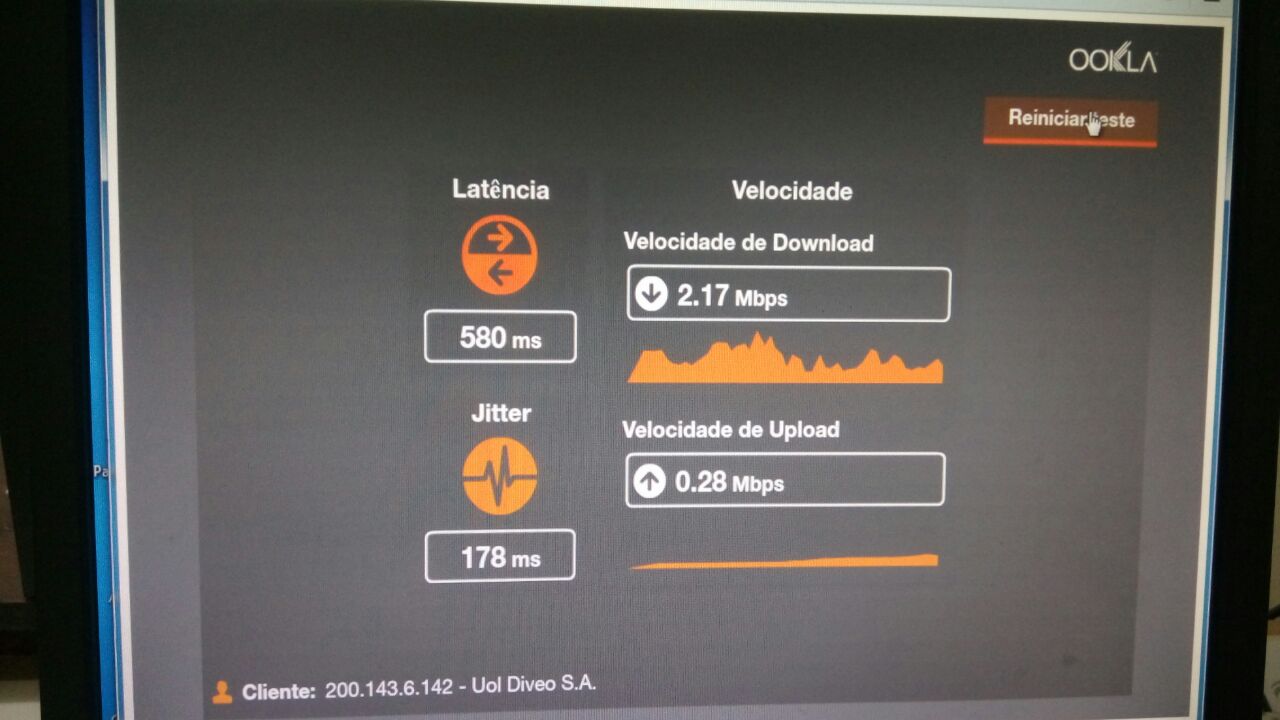 OOKLA
Reiniciar teste
Latência
Velocidade
Velocidade de Download
2.17 Mbps
580 ms
Jitter
Velocidade de Upload
0.28 Mbps
178 ms
Pa
Cliente: 200.143.6.142 - Uol Diveo S.A.